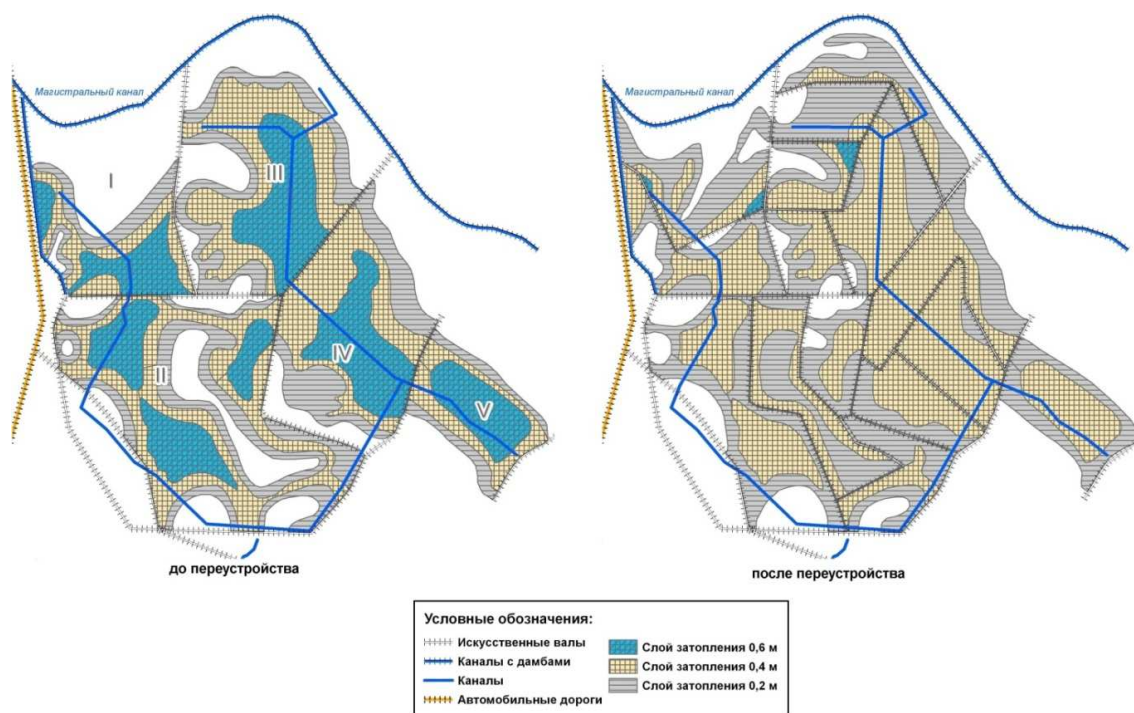 Магистральный канал
I
II
III
IV
V
до переустройства
Магистральный канал
после переустройства
Условные обозначения:
Искусственные валы
Каналы с дамбами
Каналы
Автомобильные дороги
Слой затопления 0,6 м
Слой затопления 0,4 м
Слой затопления 0,2 м